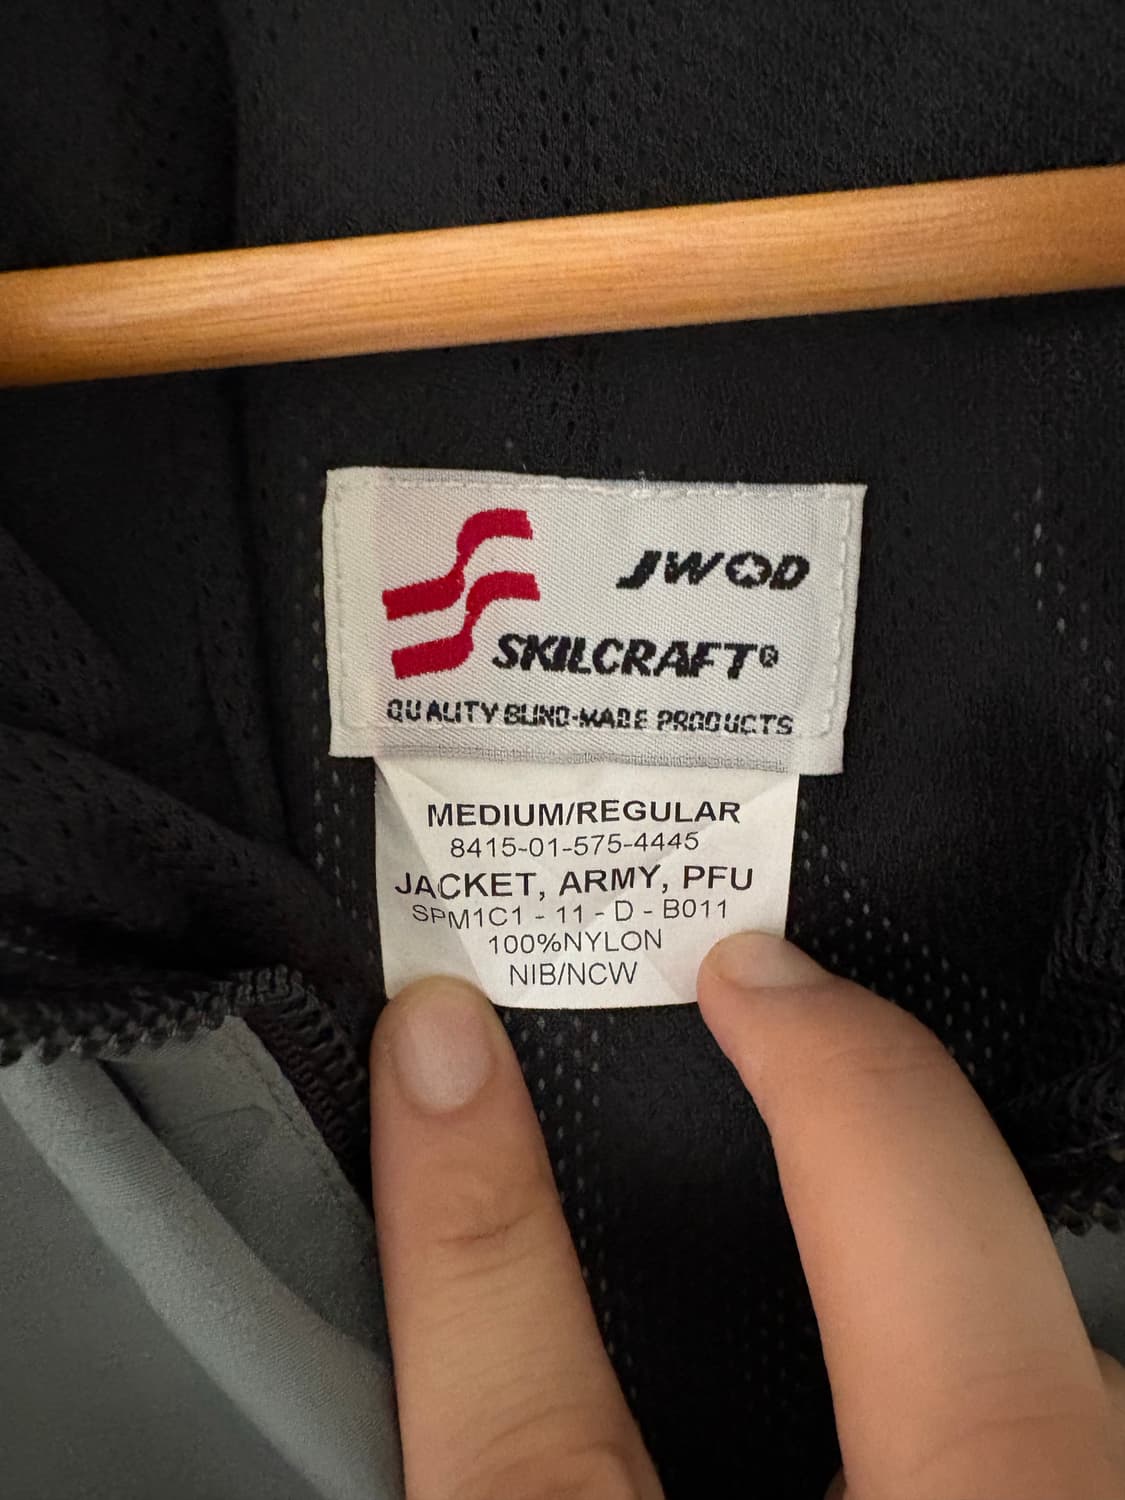 JWOD
SKILCRAFT®
QUALITY BLIND-MADE PRODUCTS
MEDIUM/REGULAR
8415-01-575-4445
JACKET, ARMY, PFU
SPM1C1 - 11 - D - B011
100%NYLON
NIB/NCW